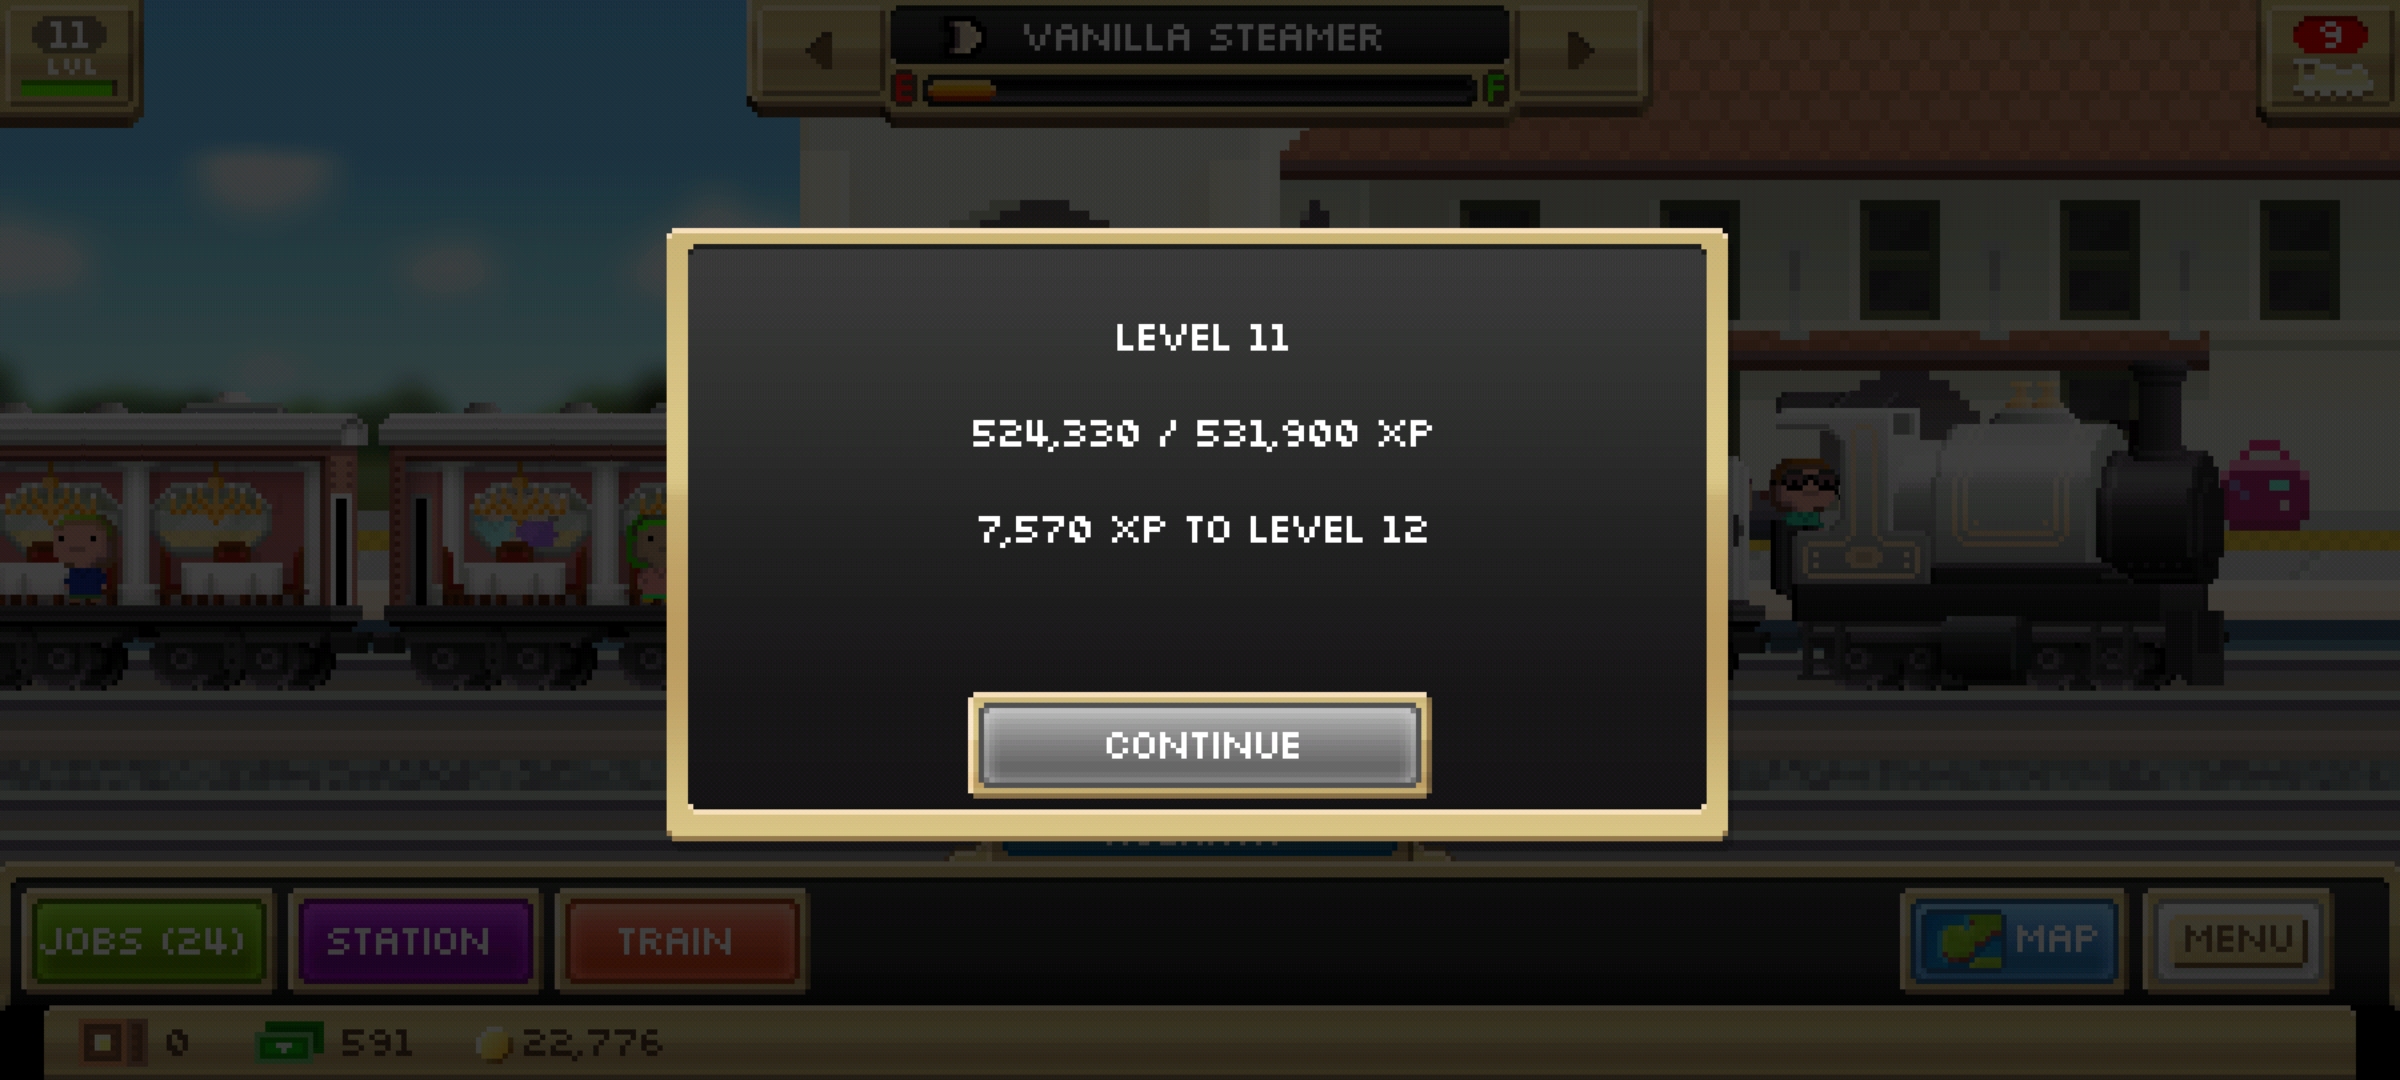 11
LVL
VANILLA STEAMER
E
F
9
LEVEL 11
524,330 / 531,900 XP
7,570 XP TO LEVEL 12
CONTINUE
JOBS (24)
STATION
TRAIN
MAP
MENU
0
591
22,776